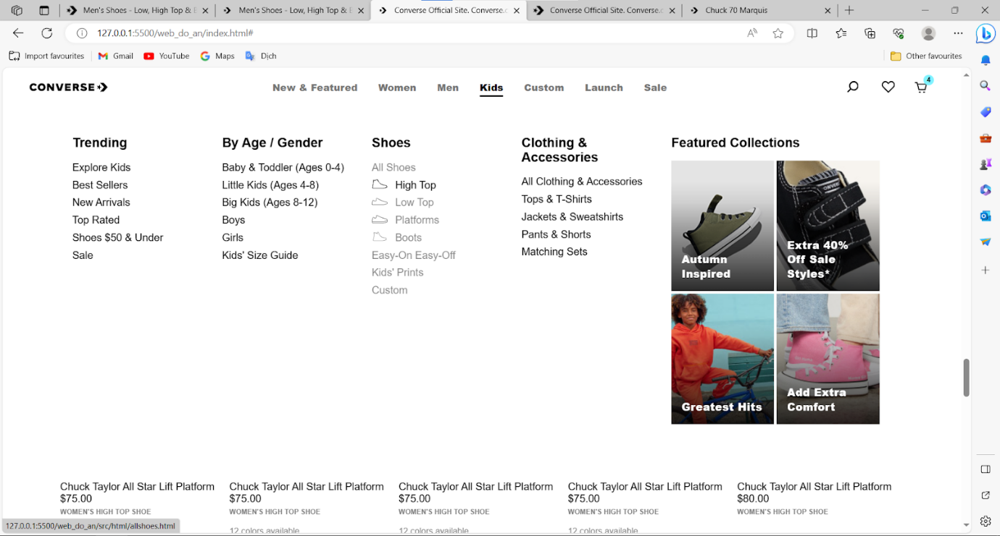 Men's Shoes - Low, High Top &
Men's Shoes - Low, High Top &
Converse Official Site. Converse.c
Converse Official Site. Converse.c
Chuck 70 Marquis
127.0.0.1:5500/web_do_an/index.html#
Import favourites
Gmail
YouTube
Maps
Dịch
Other favourites
CONVERSE
New & Featured
Women
Men
Kids
Custom
Launch
Sale
4
Trending
Explore Kids
Best Sellers
New Arrivals
Top Rated
Shoes $50 & Under
Sale
By Age / Gender
Baby & Toddler (Ages 0-4)
Little Kids (Ages 4-8)
Big Kids (Ages 8-12)
Boys
Girls
Kids' Size Guide
Shoes
All Shoes
High Top
Low Top
Platforms
Boots
Easy-On Easy-Off
Kids' Prints
Custom
Clothing &
Accessories
All Clothing & Accessories
Tops & T-Shirts
Jackets & Sweatshirts
Pants & Shorts
Matching Sets
Featured Collections
Autumn
Inspired
Extra 40%
Off Sale
Styles*
Greatest Hits
Add Extra
Comfort
Chuck Taylor All Star Lift Platform
$75.00
WOMEN'S HIGH TOP SHOE
12 colors available
Chuck Taylor All Star Lift Platform
$75.00
WOMEN'S HIGH TOP SHOE
12 colors available
Chuck Taylor All Star Lift Platform
$75.00
WOMEN'S HIGH TOP SHOE
12 colors available
Chuck Taylor All Star Lift Platform
$75.00
WOMEN'S HIGH TOP SHOE
Chuck Taylor All Star Lift Platform
$80.00
WOMEN'S HIGH TOP SHOE
127.0.0.1:5500/web_do_an/src/html/allshoes.html